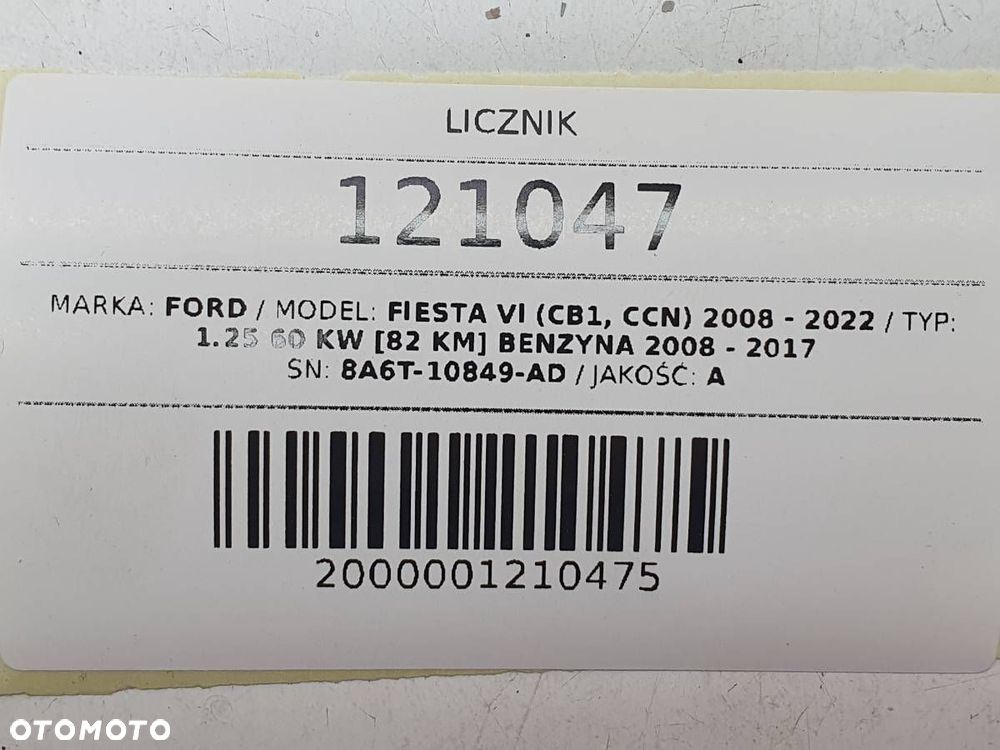 LICZNIK
121047
MARKA: FORD / MODEL: FIESTA VI (CB1, CCN) 2008 - 2022 / TYP:
1.25 60 KW [82 KM] BENZYNA 2008 - 2017
SN: 8A6T-10849-AD / JAKOŚĆ: A
2000001210475
OTOMOTO